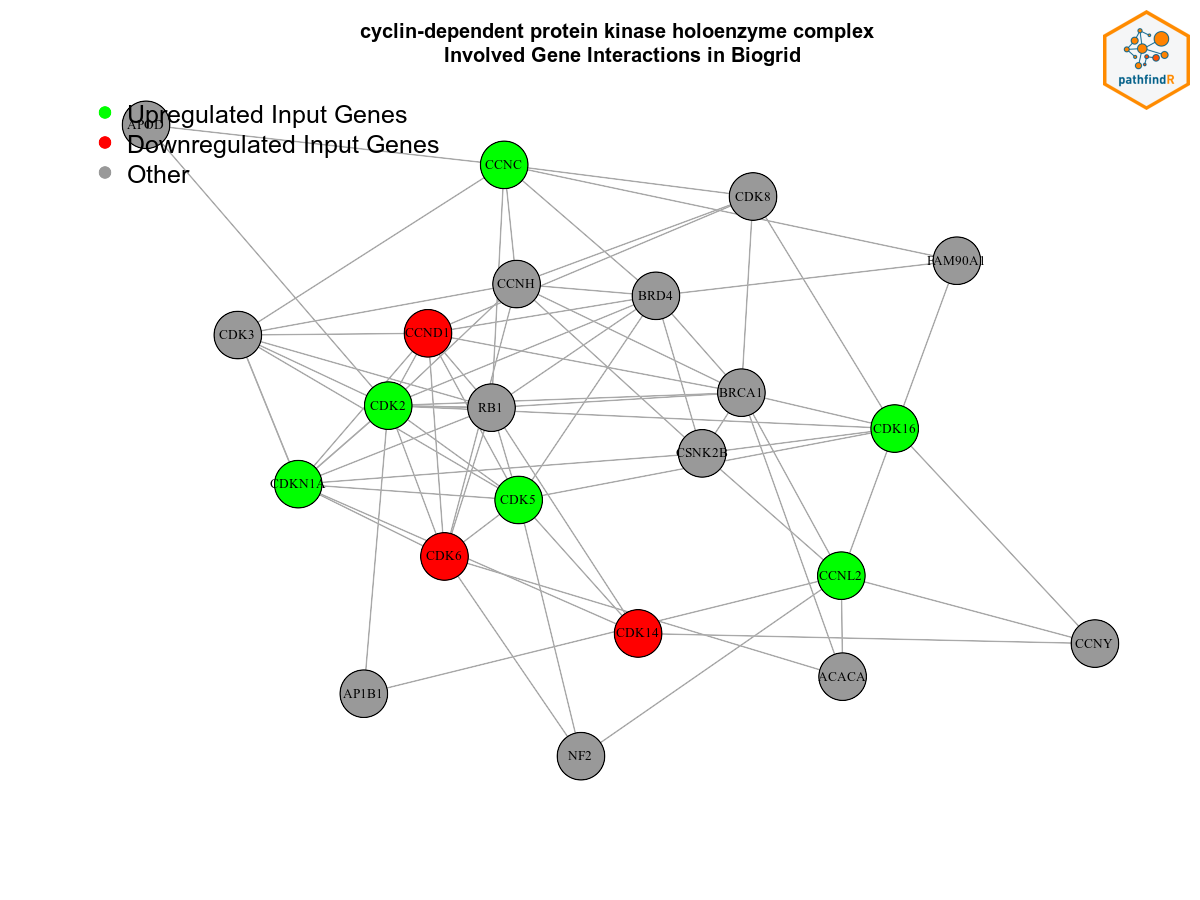 cyclin-dependent protein kinase holoenzyme complex
Involved Gene Interactions in Biogrid
pathfindR
Upregulated Input Genes
Downregulated Input Genes
Other
APOD
CCNC
CDK8
FAM90A1
CCNH
BRD4
CDK3
CCND1
CDK2
RB1
BRCA1
CDK16
CSNK2B
CDKN1A
CDK5
CDK6
CCNL2
CDK14
CCNY
ACACA
AP1B1
NF2